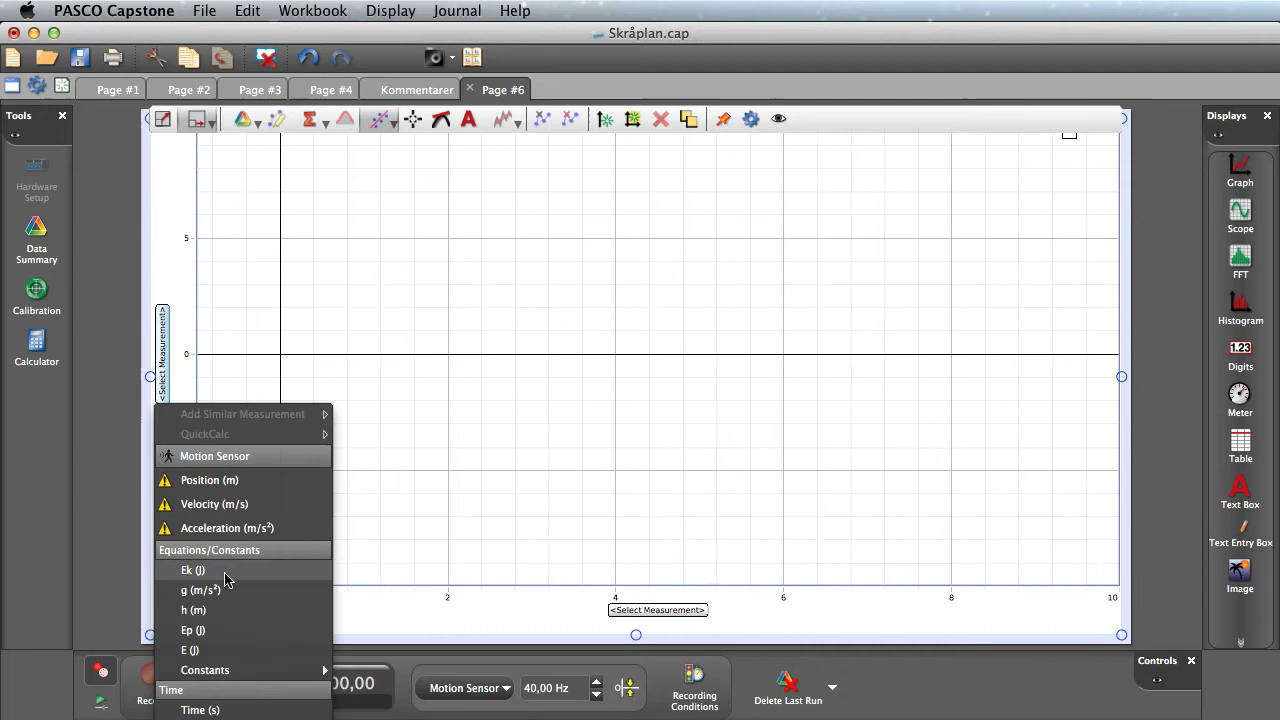 PASCO Capstone File Edit Workbook Display Journal Help
Skråplan.cap
Page #1 Page #2 Page #3 Page #4 Kommentarer Page #6
Tools
Hardware
Setup
Data
Summary
Calibration
Calculator
5
0
<Select Measurement>
2 4 6 8 10
<Select Measurement>
Add Similar Measurement
QuickCalc
Motion Sensor
Position (m)
Velocity (m/s)
Acceleration (m/s²)
Equations/Constants
Ek (J)
g (m/s²)
h (m)
Ep (J)
E (J)
Constants
Time
Time (s)
Displays
Graph
Scope
FFT
Histogram
1.23
Digits
Meter
Table
Text Box
Text Entry Box
Image
00,00
Motion Sensor
40,00 Hz
Recording
Conditions
Delete Last Run
Controls